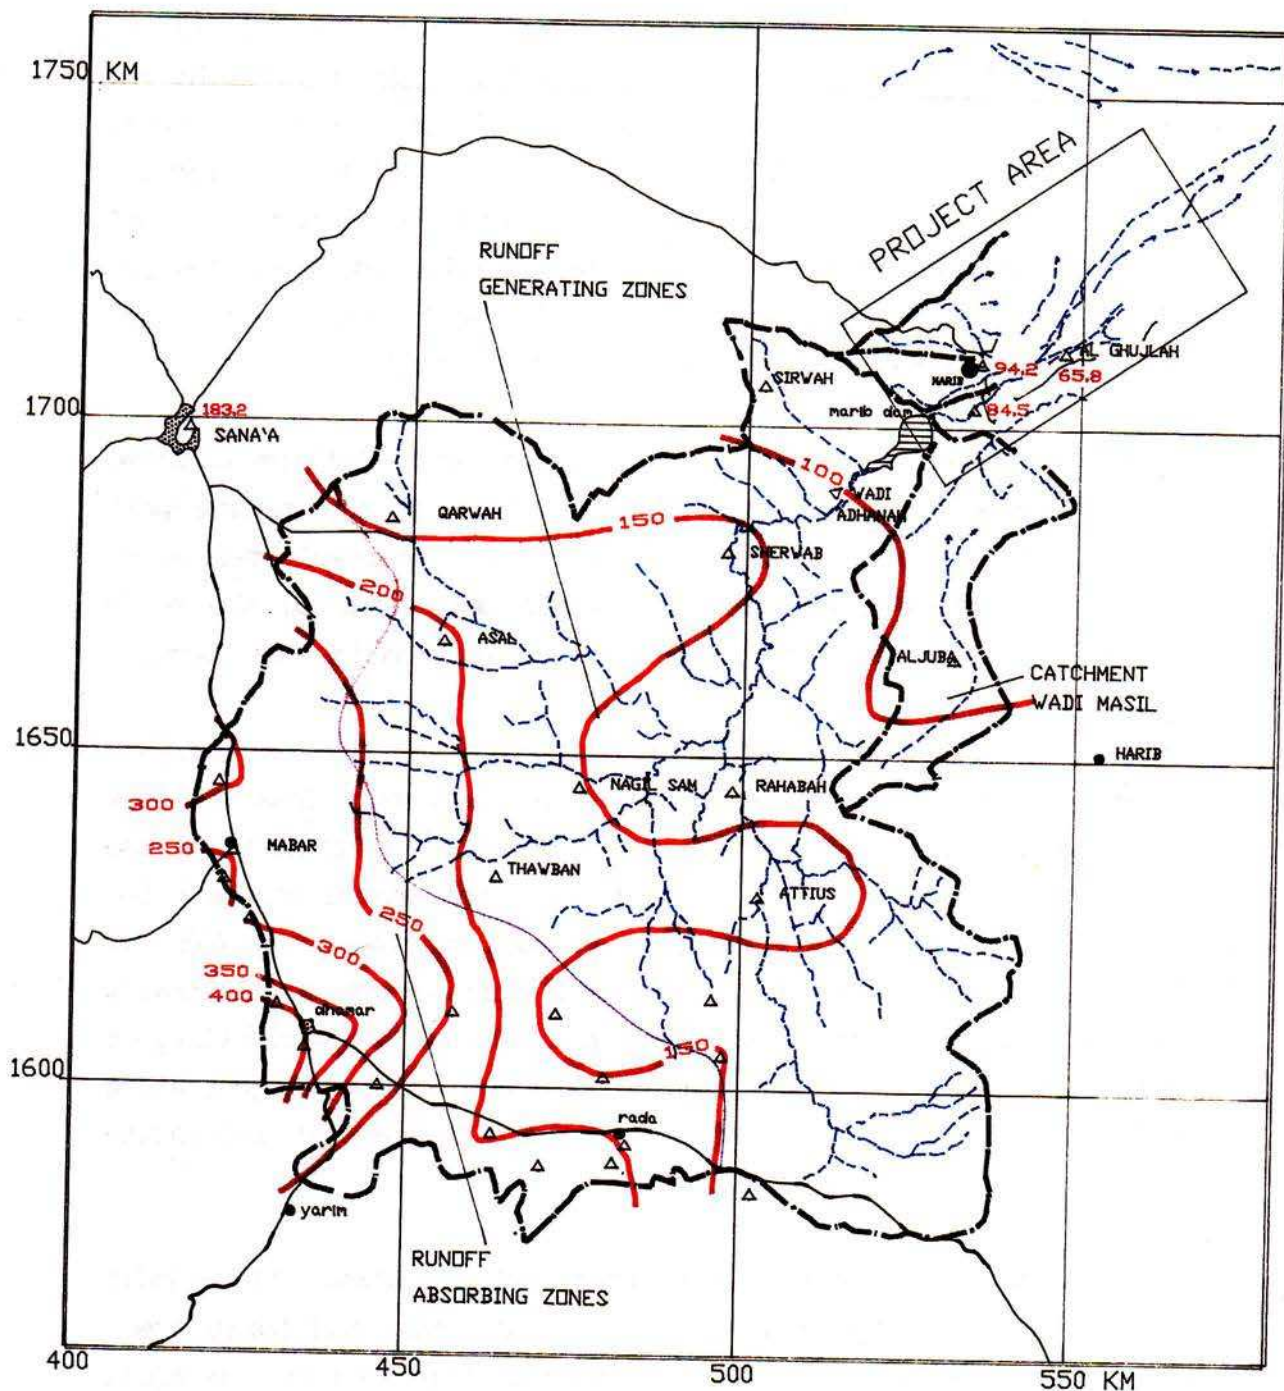 1750 KM
PROJECT AREA
RUNOFF
GENERATING ZONES
AL GHUJLAH
94,2
65.8
MARIB
SIRWAH
183,2
1700
marib dam
84,5
SANA'A
100
WADI
ADHANAH
QARWAH
150
SHERWAB
200
ASAD
ALJUBA
CATCHMENT
WADI MASIL
1650
HARIB
NAGIL SAM
RAHABAH
300
250
MABAR
THAWBAN
ATFIUS
250
300
350
400
dhamar
150
1600
rada
yarim
RUNOFF
ABSORBING ZONES
400
450
500
550 KM